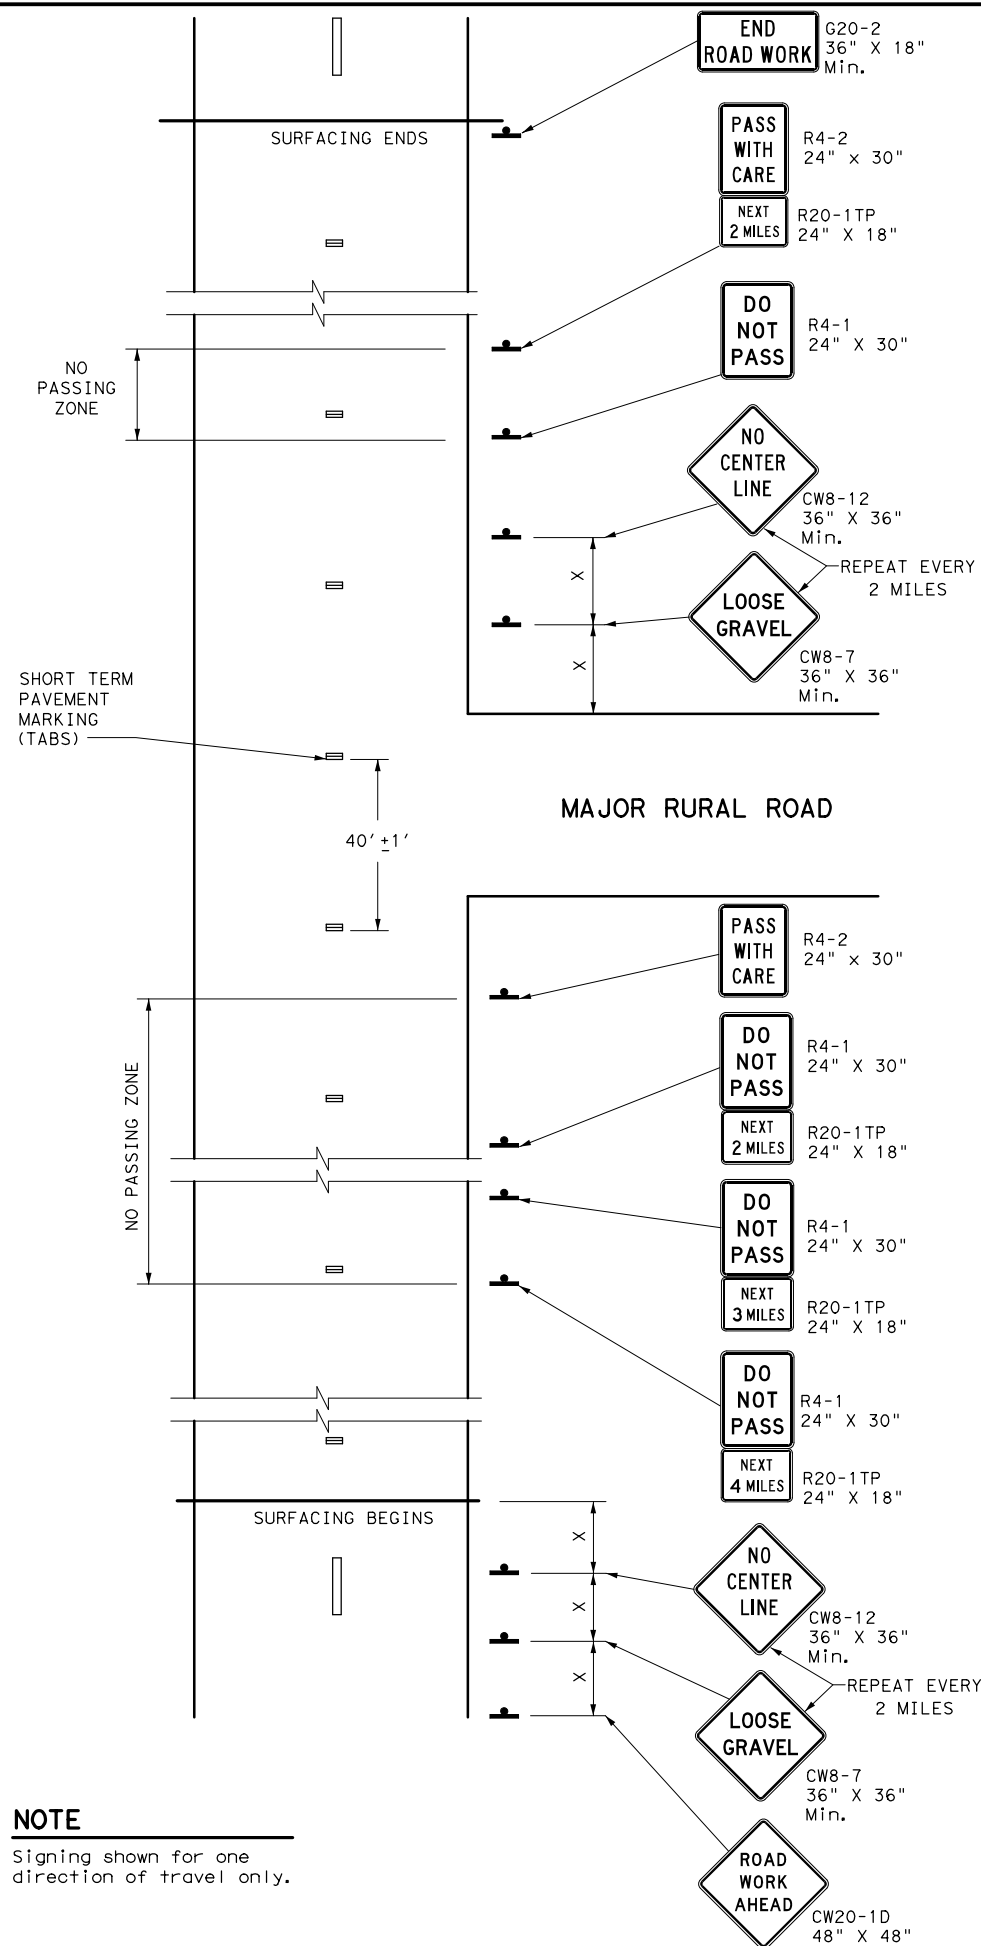 END
ROAD WORK
G20-2
36" X 18"
Min.
SURFACING ENDS
PASS
WITH
CARE
R4-2
24" x 30"
NEXT
2 MILES
R20-1TP
24" X 18"
DO
NOT
PASS
R4-1
24" X 30"
NO
PASSING
ZONE
NO
CENTER
LINE
CW8-12
36" X 36"
Min.
REPEAT EVERY
2 MILES
X
LOOSE
GRAVEL
CW8-7
36" X 36"
Min.
X
SHORT TERM
PAVEMENT
MARKING
(TABS)
40' ±1'
MAJOR RURAL ROAD
PASS
WITH
CARE
R4-2
24" x 30"
DO
NOT
PASS
R4-1
24" X 30"
NEXT
2 MILES
R20-1TP
24" X 18"
NO PASSING ZONE
DO
NOT
PASS
R4-1
24" X 30"
NEXT
3 MILES
R20-1TP
24" X 18"
DO
NOT
PASS
R4-1
24" X 30"
NEXT
4 MILES
R20-1TP
24" X 18"
SURFACING BEGINS
X
NO
CENTER
LINE
CW8-12
36" X 36"
Min.
X
REPEAT EVERY
2 MILES
X
LOOSE
GRAVEL
CW8-7
36" X 36"
Min.
ROAD
WORK
AHEAD
CW20-1D
48" X 48"
NOTE
Signing shown for one
direction of travel only.